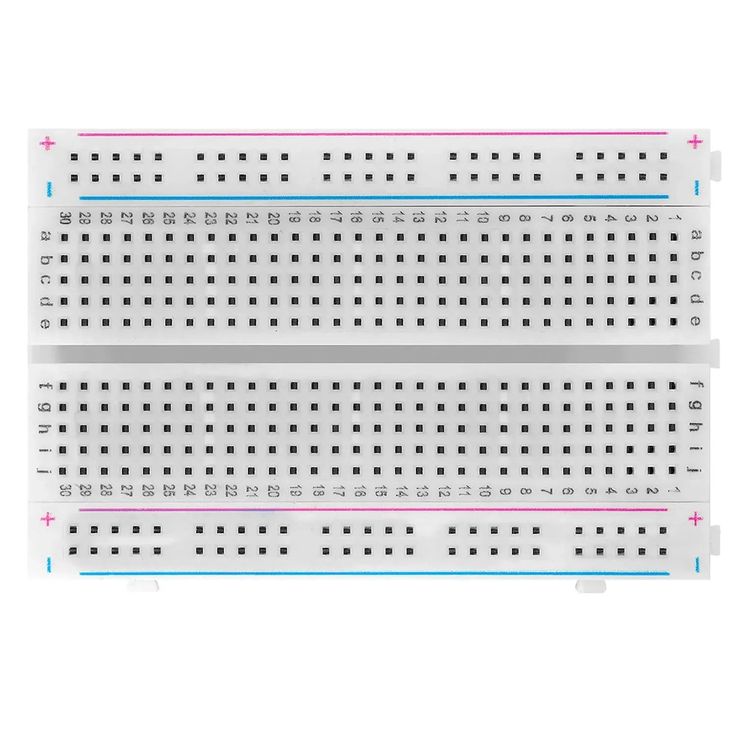 + +
- -
30 29 28 27 26 25 24 23 22 21 20 19 18 17 16 15 14 13 12 11 10 9 8 7 6 5 4 3 2 1
a a
b b
c c
d d
e e
f f
g g
h h
i i
j j
30 29 28 27 26 25 24 23 22 21 20 19 18 17 16 15 14 13 12 11 10 9 8 7 6 5 4 3 2 1
+ +
- -